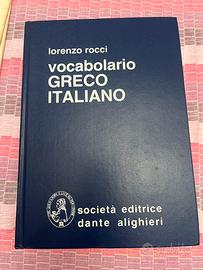 lorenzo rocci
vocabolario
GRECO
ITALIANO
società editrice
dante alighieri